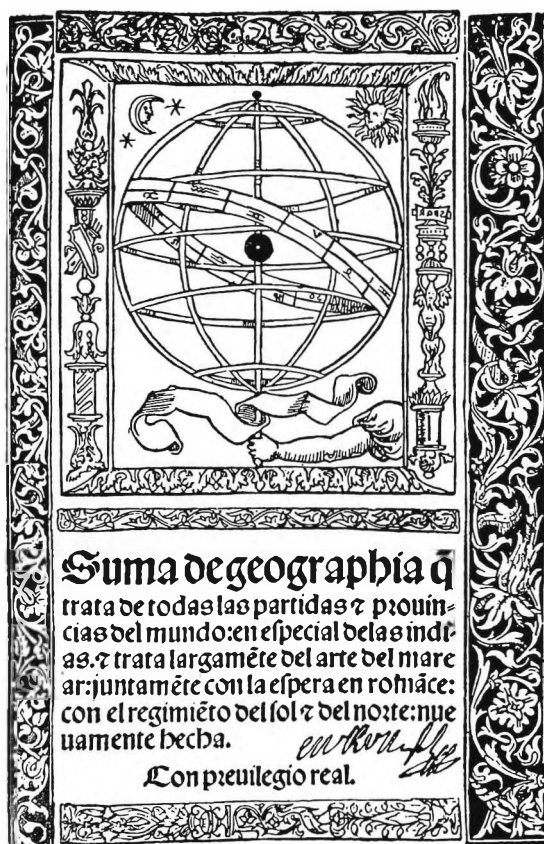 Suma de geographia q̃
trata de todas las partidas ⁊ prouin-
cias del mundo: en eſpecial delas indi-
as. ⁊ trata largamẽte del arte del mare
ar: juntamẽte con la eſpera en romãce:
con el regimiẽto del ſol ⁊ del norte: nue
uamente hecha.
Con preuilegio real.